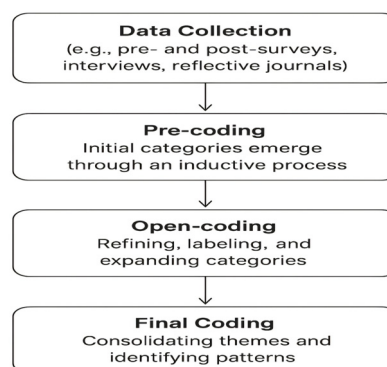 Data Collection
(e.g., pre- and post-surveys,
interviews, reflective journals)
Pre-coding
Initial categories emerge
through an inductive process
Open-coding
Refining, labeling, and
expanding categories
Final Coding
Consolidating themes and
identifying patterns